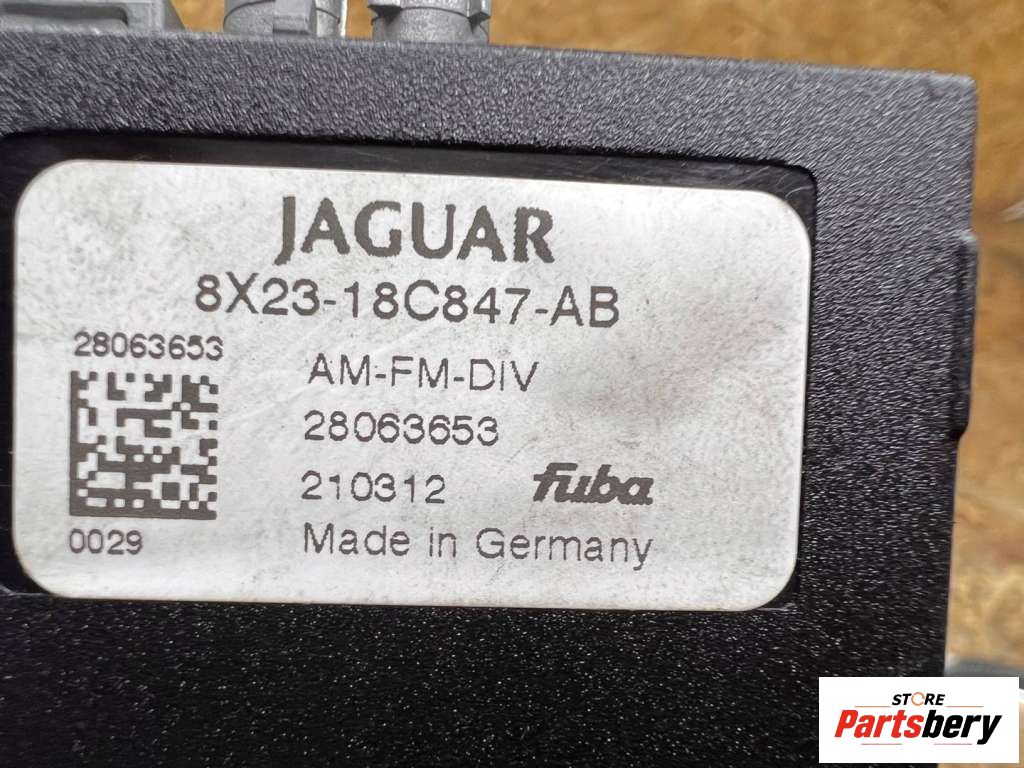 JAGUAR
8X23-18C847-AB
28063653
AM-FM-DIV
28063653
210312 fuba
0029
Made in Germany
STORE
Partsbery